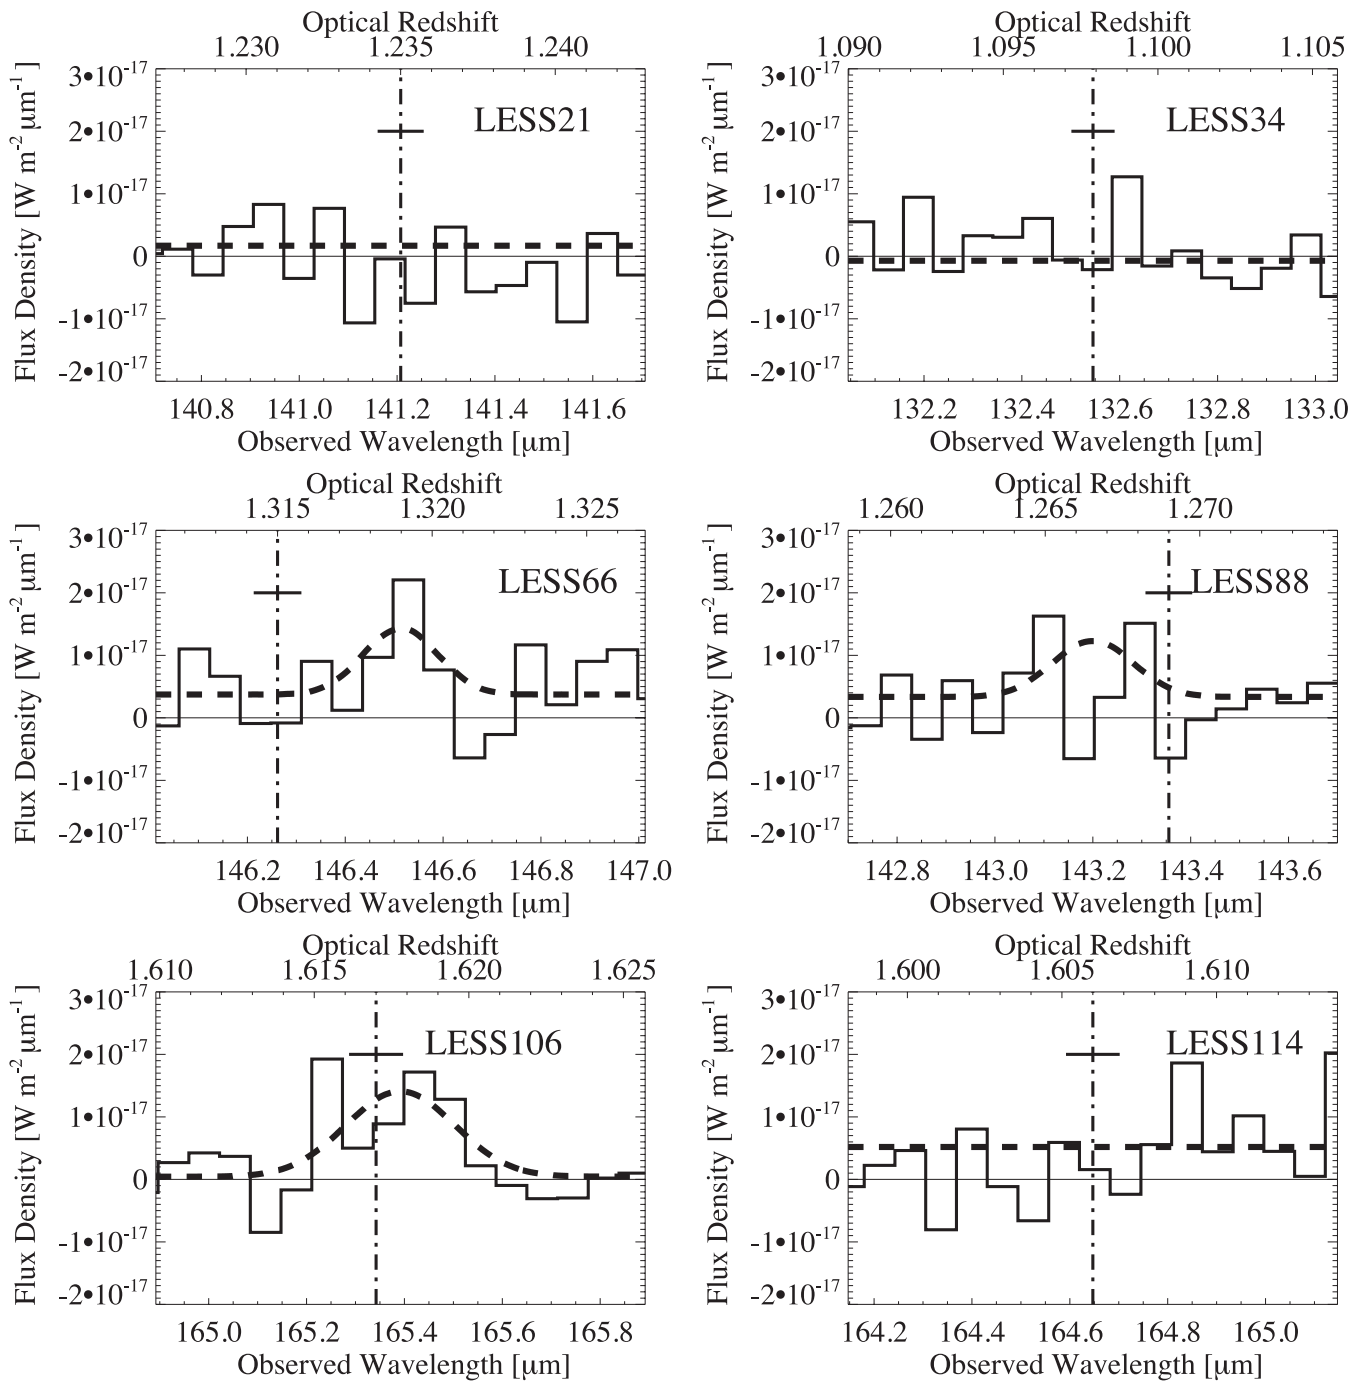 Optical Redshift
1.230 1.235 1.240
3•10⁻¹⁷
2•10⁻¹⁷
1•10⁻¹⁷
0
-1•10⁻¹⁷
-2•10⁻¹⁷
Flux Density [W m⁻² μm⁻¹]
LESS21
140.8 141.0 141.2 141.4 141.6
Observed Wavelength [μm]
Optical Redshift
1.090 1.095 1.100 1.105
3•10⁻¹⁷
2•10⁻¹⁷
1•10⁻¹⁷
0
-1•10⁻¹⁷
-2•10⁻¹⁷
Flux Density [W m⁻² μm⁻¹]
LESS34
132.2 132.4 132.6 132.8 133.0
Observed Wavelength [μm]
Optical Redshift
1.315 1.320 1.325
3•10⁻¹⁷
2•10⁻¹⁷
1•10⁻¹⁷
0
-1•10⁻¹⁷
-2•10⁻¹⁷
Flux Density [W m⁻² μm⁻¹]
LESS66
146.2 146.4 146.6 146.8 147.0
Observed Wavelength [μm]
Optical Redshift
1.260 1.265 1.270
3•10⁻¹⁷
2•10⁻¹⁷
1•10⁻¹⁷
0
-1•10⁻¹⁷
-2•10⁻¹⁷
Flux Density [W m⁻² μm⁻¹]
LESS88
142.8 143.0 143.2 143.4 143.6
Observed Wavelength [μm]
Optical Redshift
1.610 1.615 1.620 1.625
3•10⁻¹⁷
2•10⁻¹⁷
1•10⁻¹⁷
0
-1•10⁻¹⁷
-2•10⁻¹⁷
Flux Density [W m⁻² μm⁻¹]
LESS106
165.0 165.2 165.4 165.6 165.8
Observed Wavelength [μm]
Optical Redshift
1.600 1.605 1.610
3•10⁻¹⁷
2•10⁻¹⁷
1•10⁻¹⁷
0
-1•10⁻¹⁷
-2•10⁻¹⁷
Flux Density [W m⁻² μm⁻¹]
LESS114
164.2 164.4 164.6 164.8 165.0
Observed Wavelength [μm]